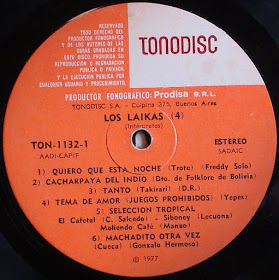 RESERVADO
TODO DERECHO DEL
PRODUCTOR FONOGRAFICO
Y DE LOS AUTORES DE LAS
OBRAS GRABADAS EN
ESTE DISCO. PROHIBIDA SU
REPRODUCCION O DEGRABACION
PUBLICA O PRIVADA,
Y LA EJECUCION PUBLICA POR
CUALQUIER USUARIO Y PROCEDIMIENTO.
TONODISC
PRODUCTOR FONOGRAFICO: Prodisa S.R.L.
TONODISC S.A. - Culpina 375, Buenos Aires
LOS LAIKAS (4)
(Intérpretes)
TON-1132-1
AADI-CAPIF
ESTEREO
SADAIC
1 QUIERO QUE ESTA NOCHE (Trote) (Freddy Solo)
2 CACHARPAYA DEL INDIO (Dto. de Folklore de Bolivia)
3 TANTO (Takirari) (D.R.)
4 TEMA DE AMOR (JUEGOS PROHIBIDOS) (Yepes)
5 SELECCION TROPICAL
El Cafetal (C. Salcedo) - Siboney (Lecuona)
Moliendo Café (Manzo)
6 MACHADITO OTRA VEZ
(Cueca) (Gonzalo Hermoso)
℗ 1977